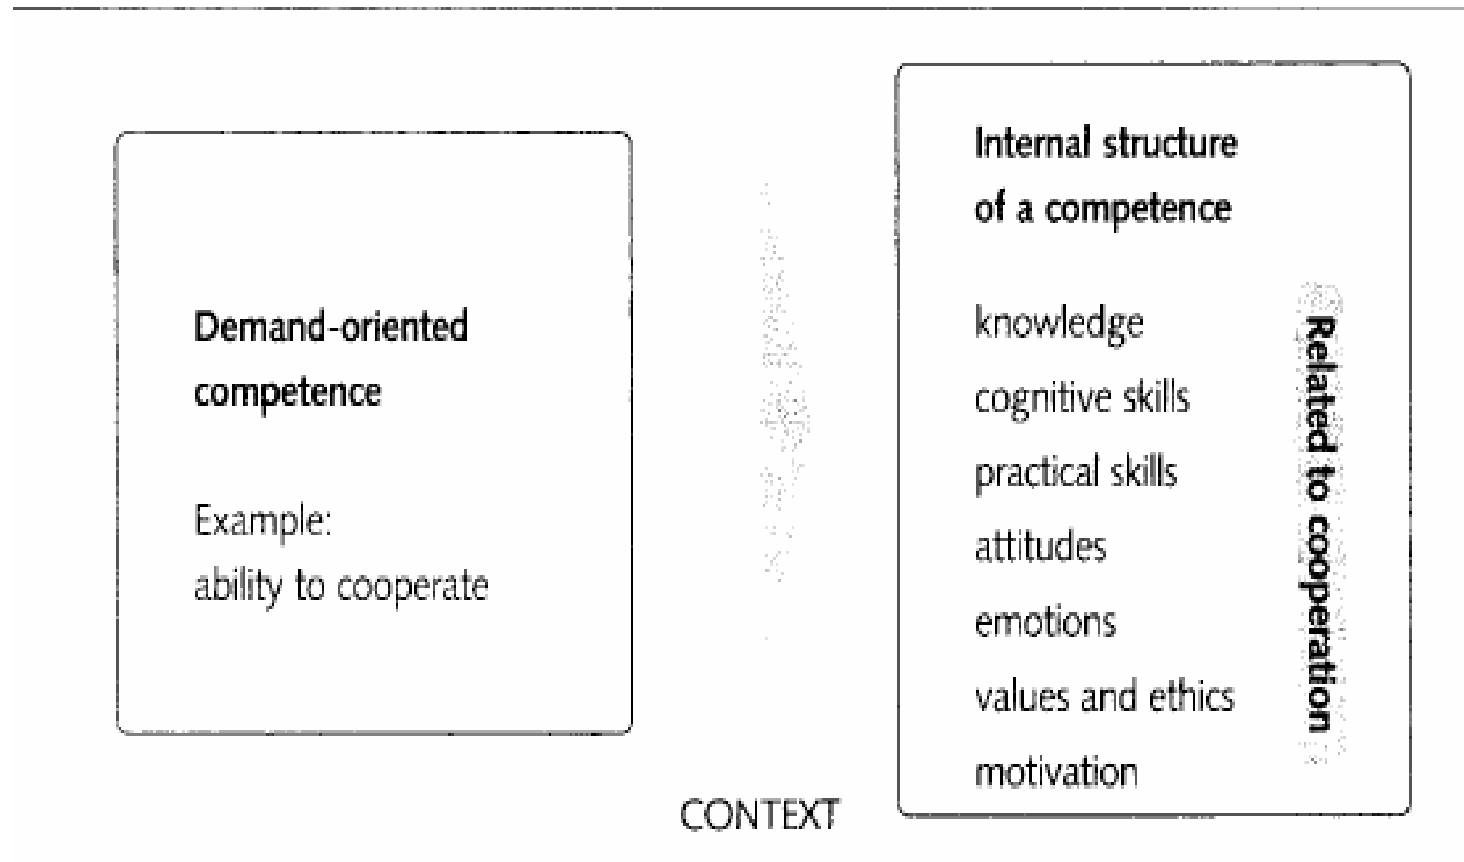 Demand-oriented
competence
Example:
ability to cooperate
Internal structure
of a competence
knowledge
cognitive skills
practical skills
attitudes
emotions
values and ethics
motivation
Related to cooperation
CONTEXT